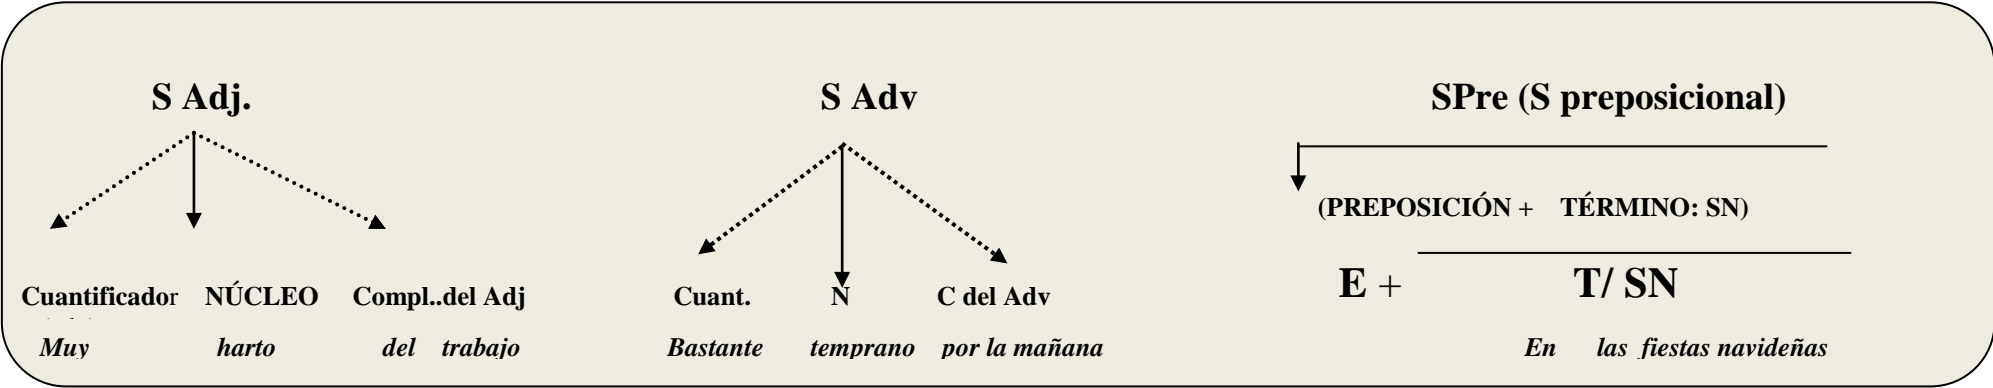 S Adj. S Adv SPre (S preposicional)
(PREPOSICIÓN + TÉRMINO: SN)
E + T/ SN
Cuantificador NÚCLEO Compl..del Adj Cuant. N C del Adv
Muy harto del trabajo Bastante temprano por la mañana En las fiestas navideñas